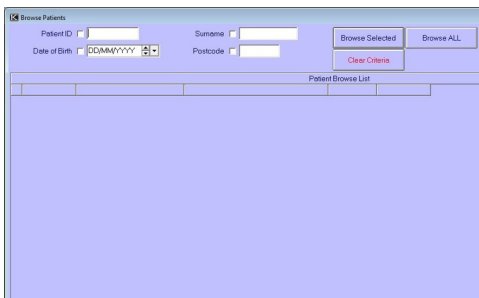 Browse Patients
Patient ID Surname Browse Selected Browse ALL
Date of Birth DD/MM/YYYY Postcode
Clear Criteria
Patient Browse List